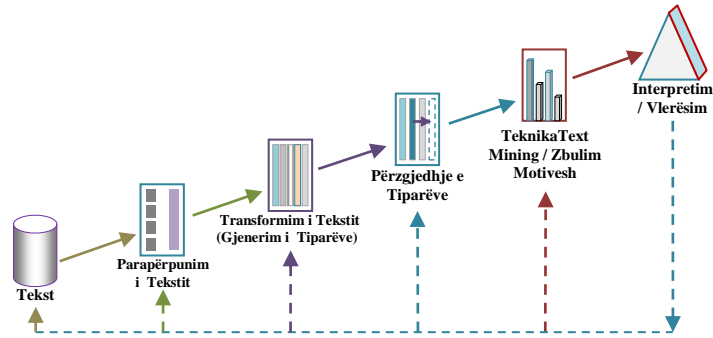 Tekst
Parapërpunim
i Tekstit
Transformim i Tekstit
(Gjenerim i Tiparëve)
Përzgjedhje e
Tiparëve
TeknikaText
Mining / Zbulim
Motivesh
Interpretim
/ Vlerësim